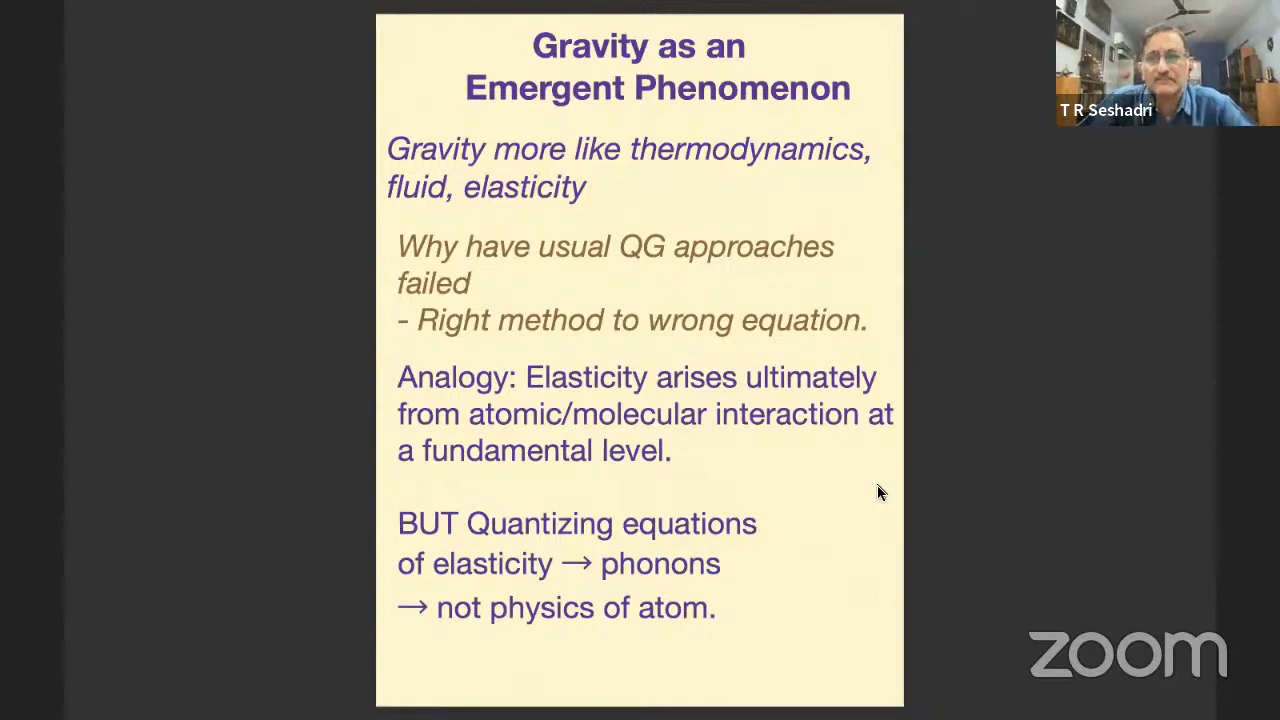 Gravity as an
Emergent Phenomenon
Gravity more like thermodynamics,
fluid, elasticity
Why have usual QG approaches
failed
- Right method to wrong equation.
Analogy: Elasticity arises ultimately
from atomic/molecular interaction at
a fundamental level.
BUT Quantizing equations
of elasticity → phonons
→ not physics of atom.
T R Seshadri
zoom